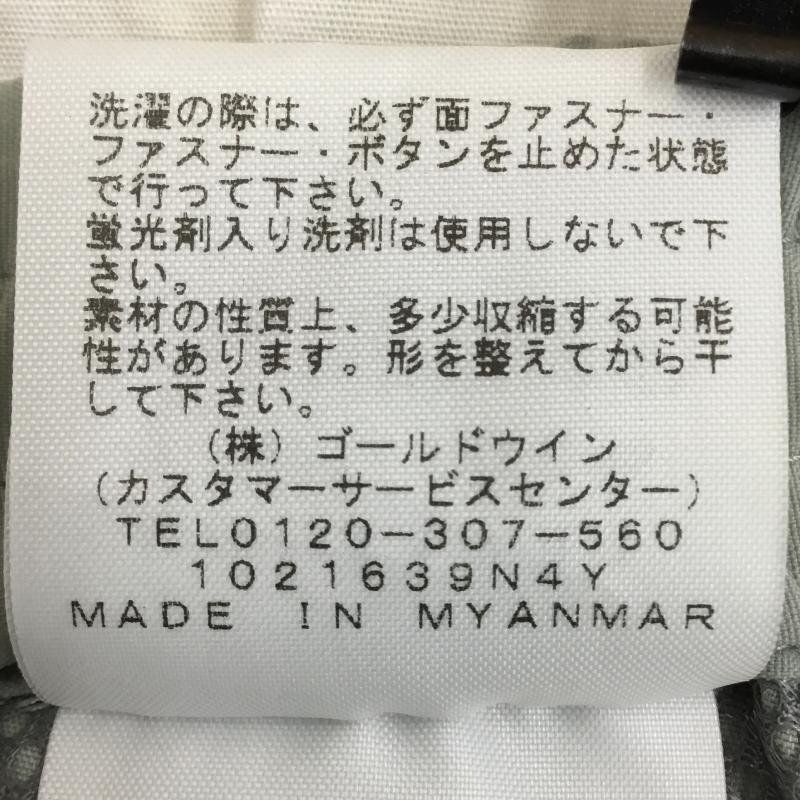 洗濯の際は、必ず面ファスナー・
ファスナー・ボタンを止めた状態
で行って下さい。
蛍光剤入り洗剤は使用しないで下
さい。
素材の性質上、多少収縮する可能
性があります。形を整えてから干
して下さい。
(株)ゴールドウイン
(カスタマーサービスセンター)
TEL0120-307-560
1021639N4Y
MADE IN MYANMAR